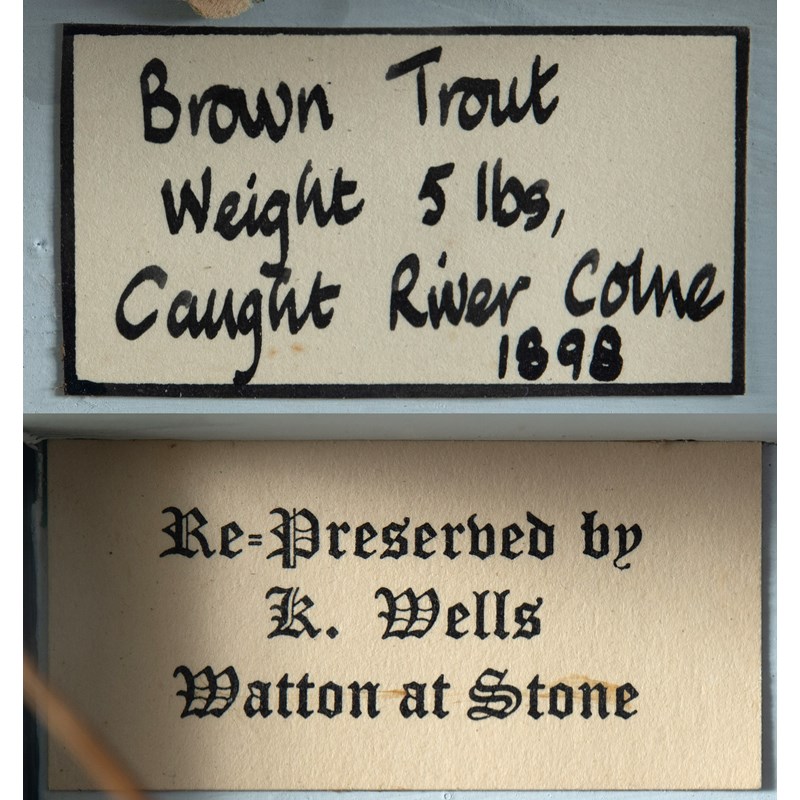 Brown Trout
Weight 5 lbs,
Caught River Colne
1898
Re-Preserved by
K. Wells
Watton at Stone